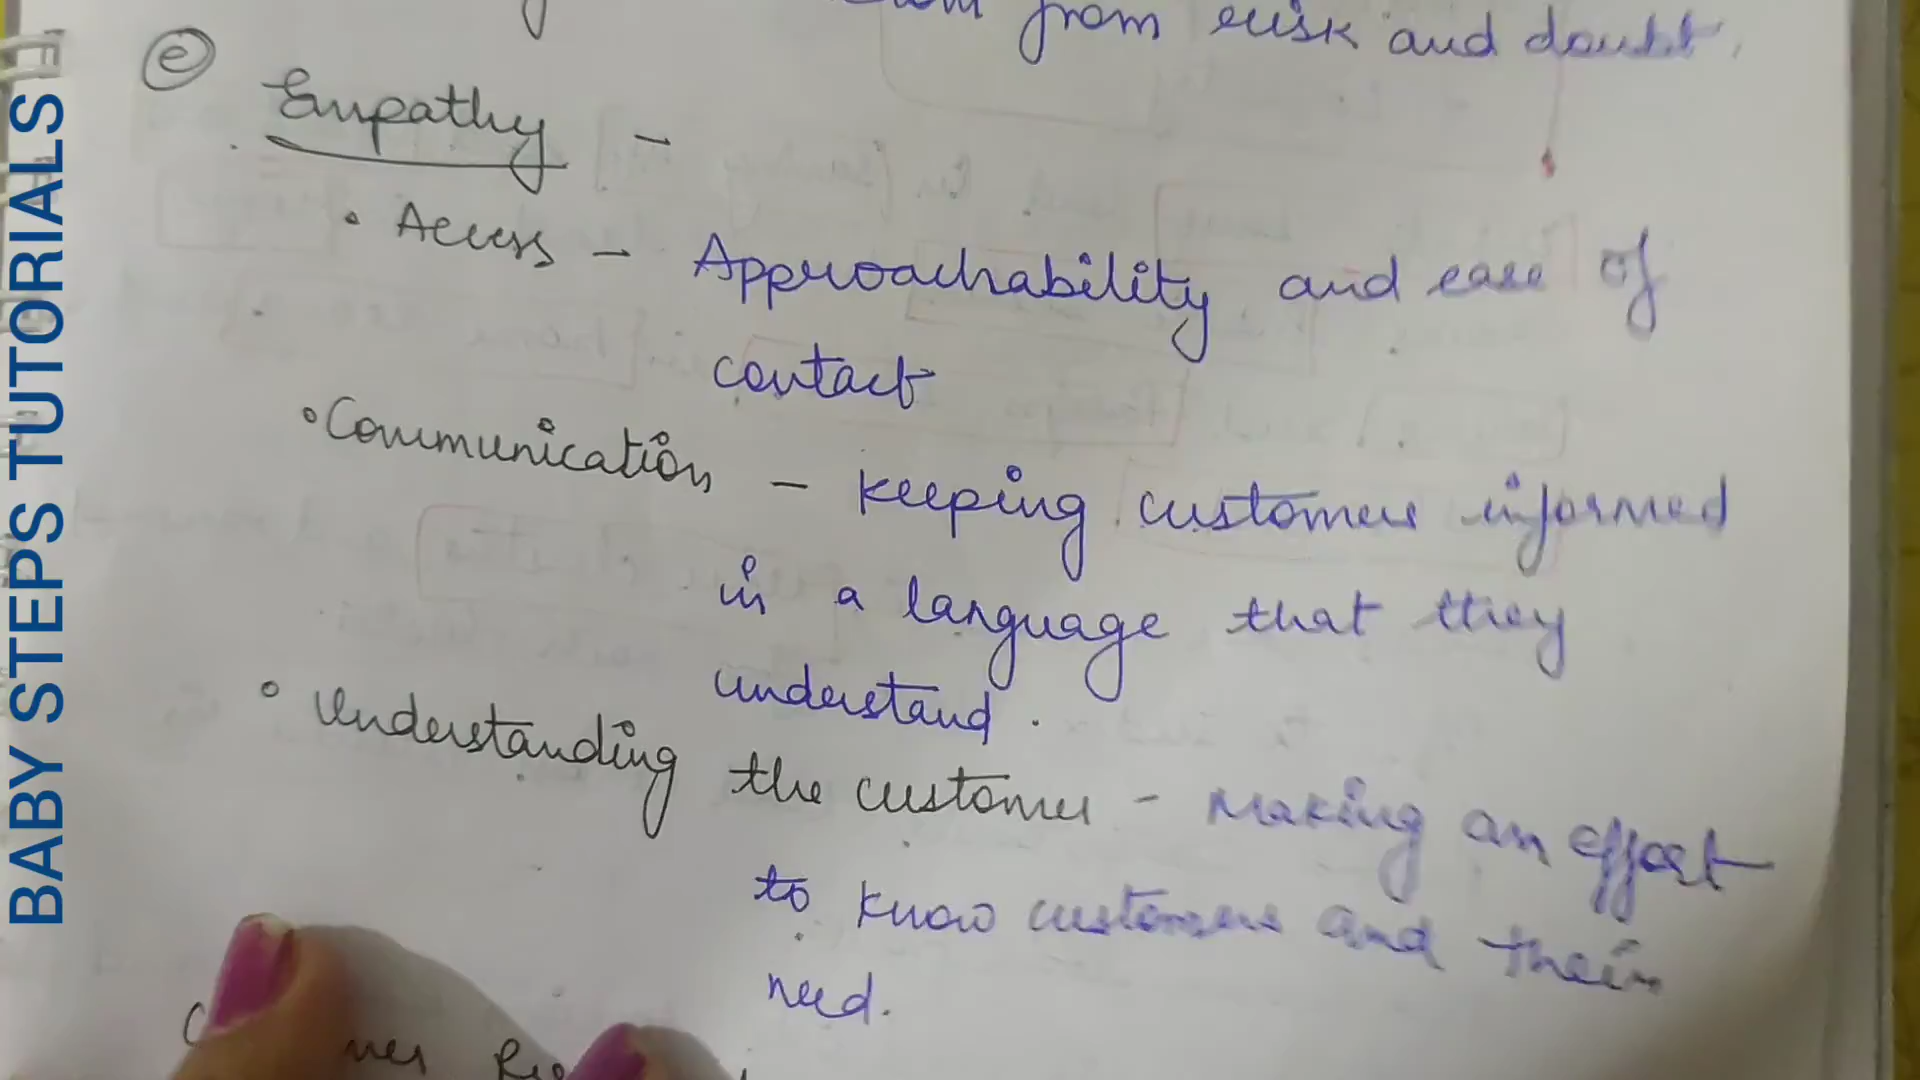 from risk and doubt.
e
Empathy -
• Access - Approachability and ease of
contact
• Communication - Keeping customers informed
in a language that they
understand.
• Understanding the customer - Making an effort
to know customers and their
need.
BABY STEPS TUTORIALS